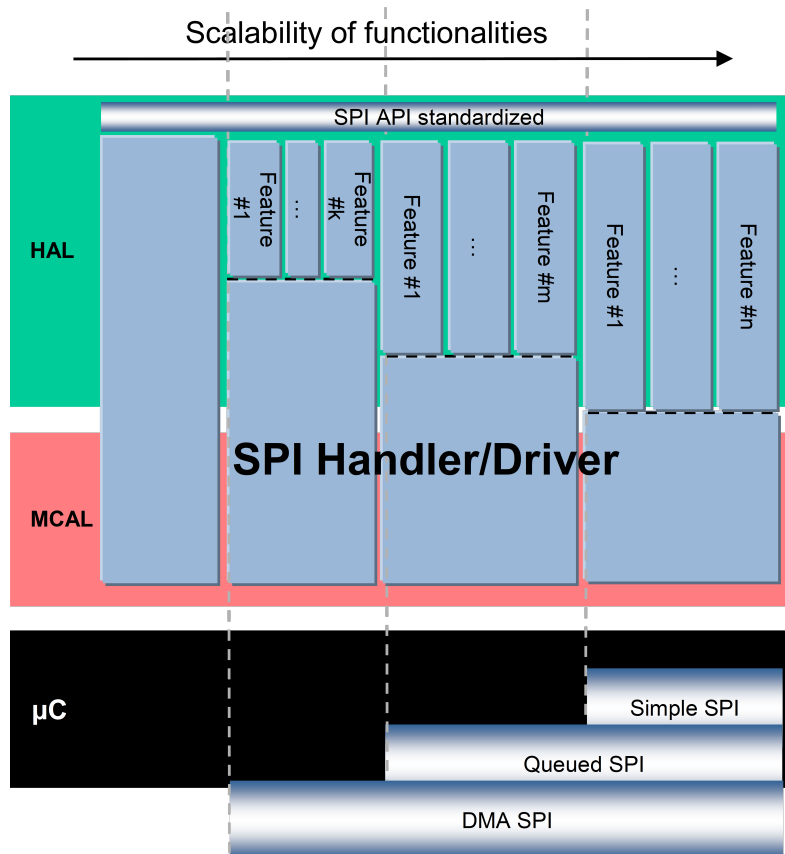 Scalability of functionalities
SPI API standardized
HAL
Feature
#1
…
Feature
#k
Feature #1
…
Feature #m
Feature #1
…
Feature #n
SPI Handler/Driver
MCAL
µC
Simple SPI
Queued SPI
DMA SPI